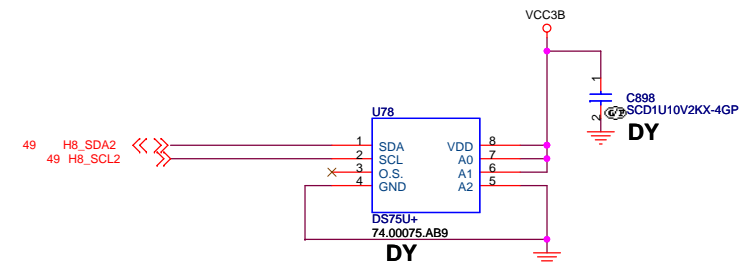 VCC3B
1
C898
SCD1U10V2KX-4GP
2
DY
U78
49 H8_SDA2
49 H8_SCL2
1 SDA VDD 8
2 SCL A0 7
3 O.S. A1 6
4 GND A2 5
DS75U+
74.00075.AB9
DY